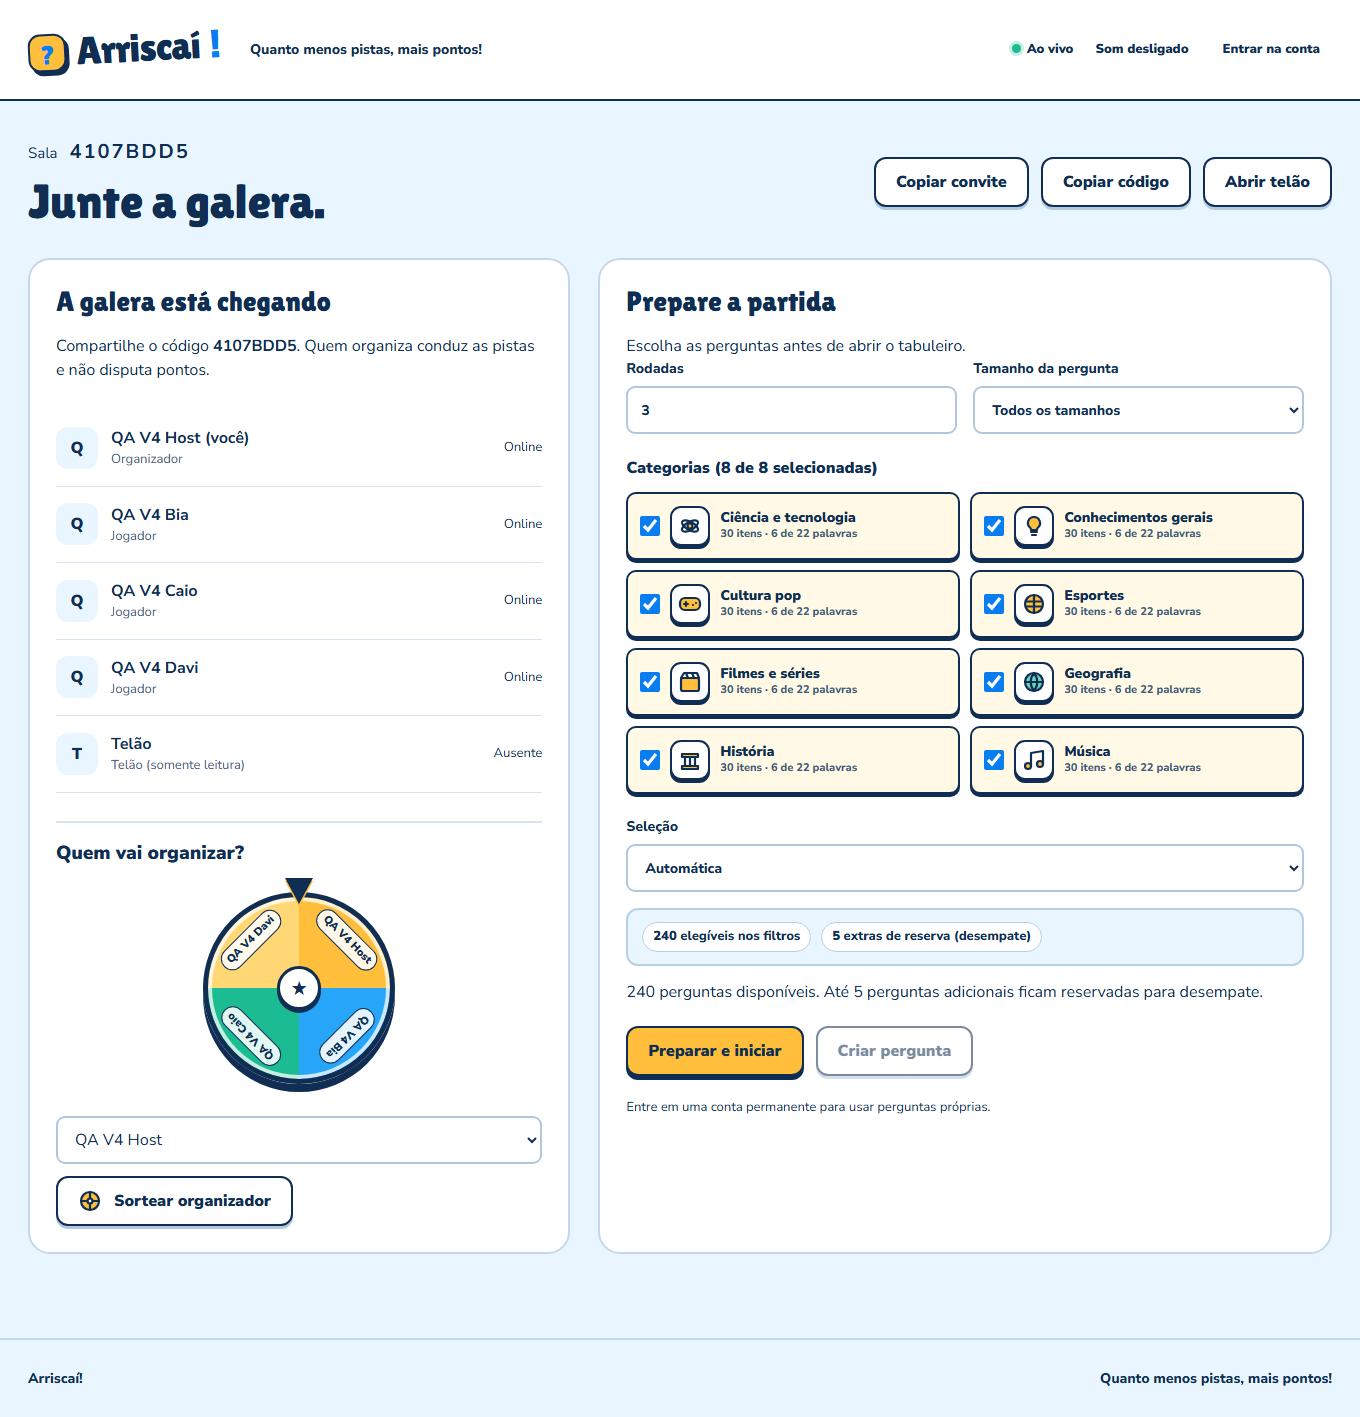 ? Arriscaí !
Quanto menos pistas, mais pontos!
Ao vivo
Som desligado
Entrar na conta
Sala 4107BDD5
Junte a galera.
Copiar convite
Copiar código
Abrir telão
A galera está chegando
Compartilhe o código 4107BDD5. Quem organiza conduz as pistas
e não disputa pontos.
Q
QA V4 Host (você)
Organizador
Online
Q
QA V4 Bia
Jogador
Online
Q
QA V4 Caio
Jogador
Online
Q
QA V4 Davi
Jogador
Online
T
Telão
Telão (somente leitura)
Ausente
Quem vai organizar?
QA V4 Davi
QA V4 Host
QA V4 Caio
QA V4 Bia
QA V4 Host
Sortear organizador
Prepare a partida
Escolha as perguntas antes de abrir o tabuleiro.
Rodadas
Tamanho da pergunta
3
Todos os tamanhos
Categorias (8 de 8 selecionadas)
Ciência e tecnologia
30 itens · 6 de 22 palavras
Conhecimentos gerais
30 itens · 6 de 22 palavras
Cultura pop
30 itens · 6 de 22 palavras
Esportes
30 itens · 6 de 22 palavras
Filmes e séries
30 itens · 6 de 22 palavras
Geografia
30 itens · 6 de 22 palavras
História
30 itens · 6 de 22 palavras
Música
30 itens · 6 de 22 palavras
Seleção
Automática
240 elegíveis nos filtros
5 extras de reserva (desempate)
240 perguntas disponíveis. Até 5 perguntas adicionais ficam reservadas para desempate.
Preparar e iniciar
Criar pergunta
Entre em uma conta permanente para usar perguntas próprias.
Arriscaí!
Quanto menos pistas, mais pontos!